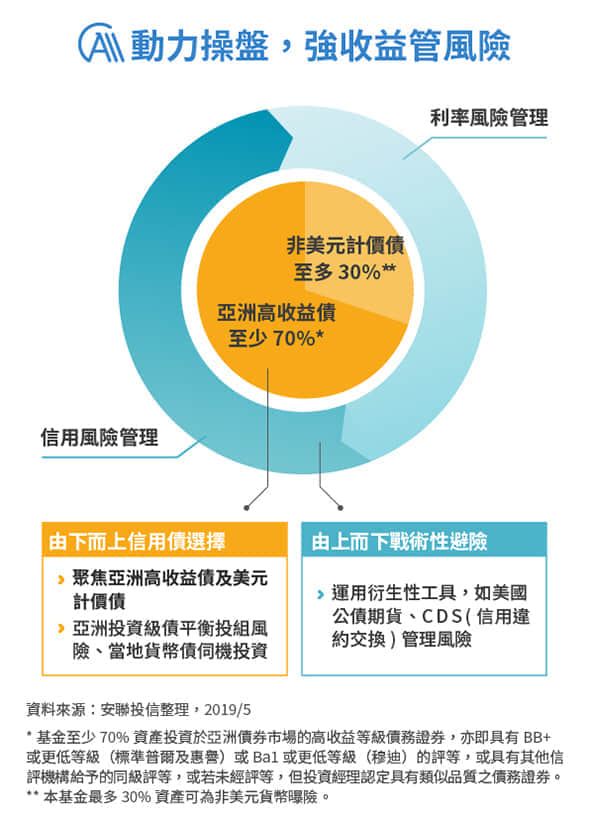 AI 動力操盤，強收益管風險
利率風險管理
非美元計價債
至多 30%**
亞洲高收益債
至少 70%*
信用風險管理
由下而上信用債選擇
聚焦亞洲高收益債及美元
計價債
亞洲投資級債平衡投組風
險、當地貨幣債伺機投資
由上而下戰術性避險
運用衍生性工具，如美國
公債期貨、CDS(信用違
約交換)管理風險
資料來源：安聯投信整理，2019/5
* 基金至少 70% 資產投資於亞洲債券市場的高收益等級債務證券，亦即具有 BB+
或更低等級（標準普爾及惠譽）或 Ba1 或更低等級（穆迪）的評等，或具有其他信
評機構給予的同級評等，或若未經評等，但投資經理認定具有類似品質之債務證券。
** 本基金最多 30% 資產可為非美元貨幣曝險。